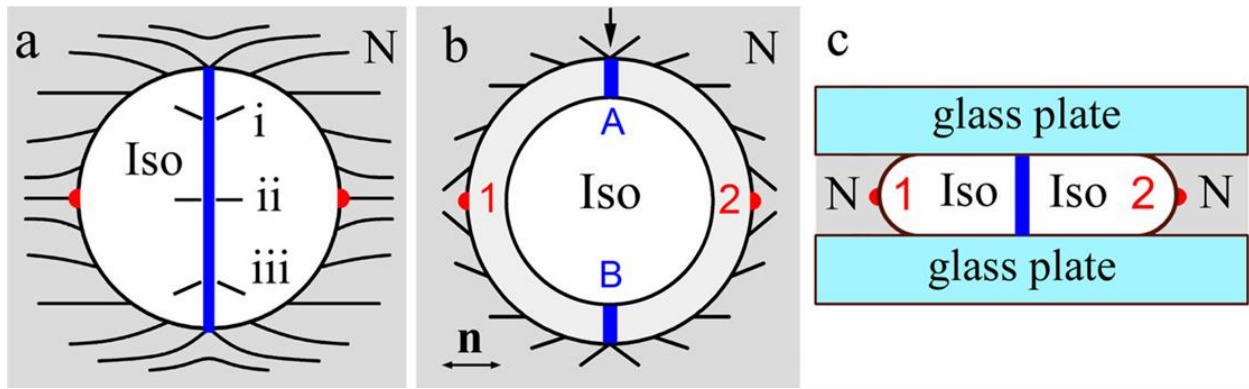 a
N
Iso
i
ii
iii
b
N
A
1
Iso
2
B
n
c
glass plate
N 1 Iso Iso 2 N
glass plate